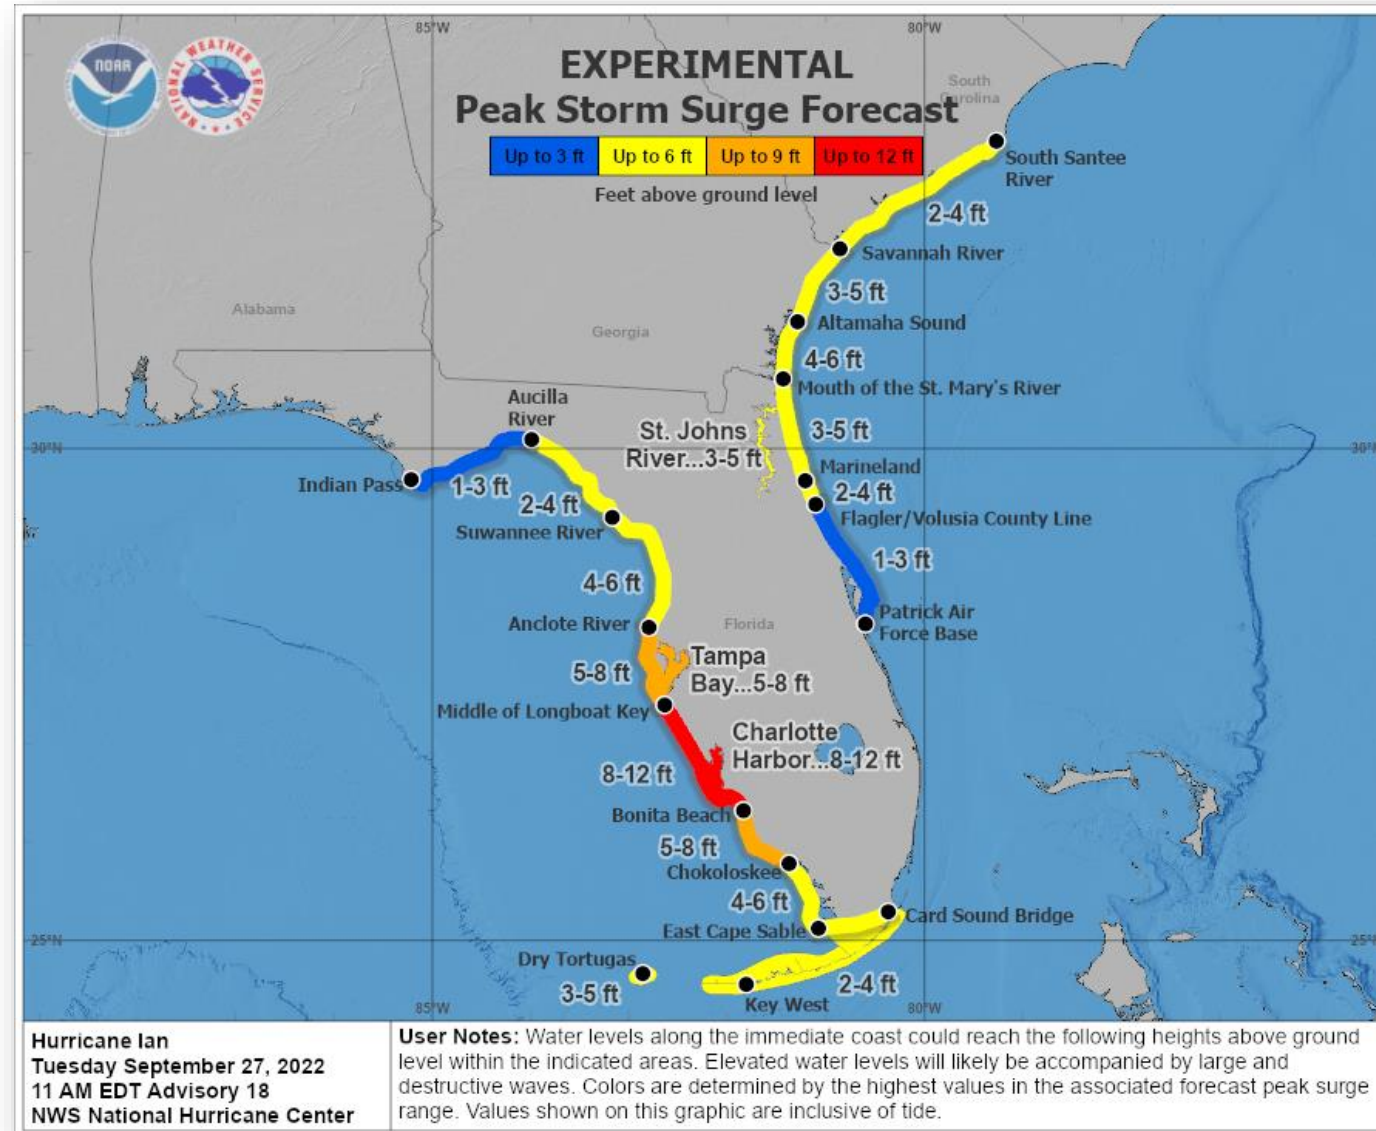 85°W
80°W
NOAA
NATIONAL WEATHER SERVICE
EXPERIMENTAL
Peak Storm Surge Forecast
South
Carolina
Up to 3 ft
Up to 6 ft
Up to 9 ft
Up to 12 ft
Feet above ground level
South Santee
River
2-4 ft
Savannah River
3-5 ft
Alabama
Georgia
Altamaha Sound
4-6 ft
Mouth of the St. Mary's River
Aucilla
River
St. Johns
River...3-5 ft
3-5 ft
30°N
30°N
Marineland
Indian Pass
1-3 ft
2-4 ft
2-4 ft
Flagler/Volusia County Line
Suwannee River
1-3 ft
4-6 ft
Patrick Air
Force Base
Anclote River
Florida
Tampa
Bay...5-8 ft
5-8 ft
Middle of Longboat Key
Charlotte
Harbor...8-12 ft
8-12 ft
Bonita Beach
5-8 ft
Chokoloskee
4-6 ft
Card Sound Bridge
East Cape Sable
25°N
25°N
Dry Tortugas
3-5 ft
2-4 ft
Key West
85°W
80°W
Hurricane Ian
Tuesday September 27, 2022
11 AM EDT Advisory 18
NWS National Hurricane Center
User Notes: Water levels along the immediate coast could reach the following heights above ground
level within the indicated areas. Elevated water levels will likely be accompanied by large and
destructive waves. Colors are determined by the highest values in the associated forecast peak surge
range. Values shown on this graphic are inclusive of tide.